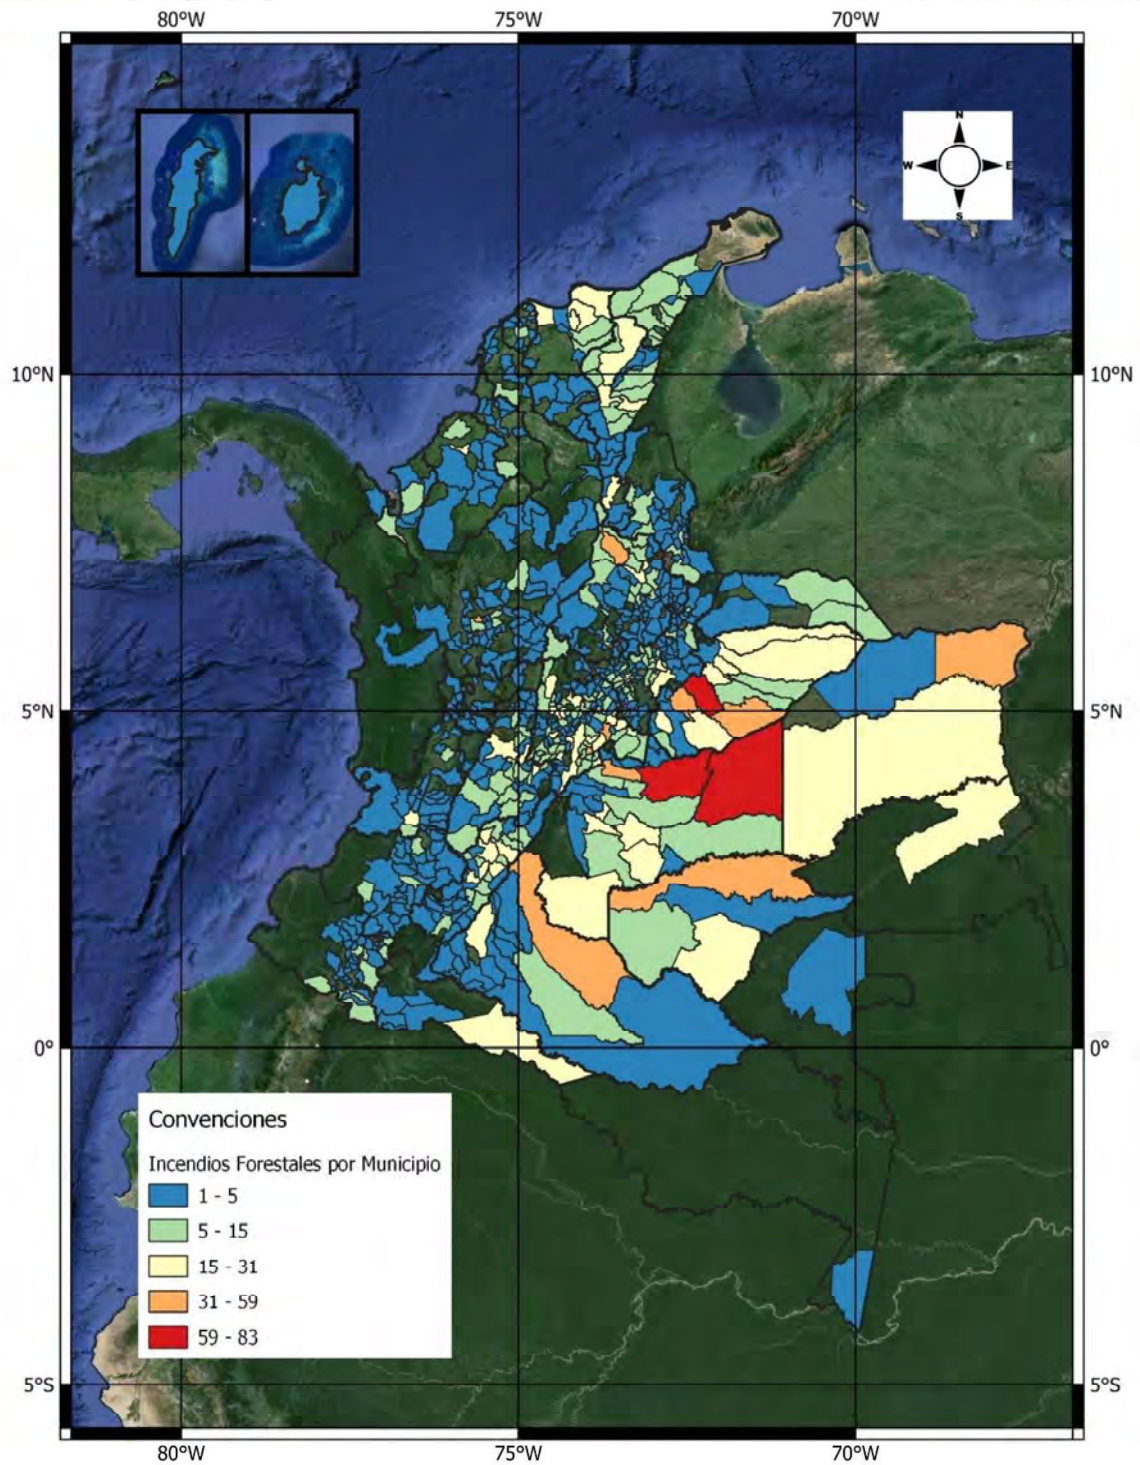 80°W 75°W 70°W
N
W E
S
10°N 10°N
5°N 5°N
0° 0°
Convenciones
Incendios Forestales por Municipio
1 - 5
5 - 15
15 - 31
31 - 59
59 - 83
5°S 5°S
80°W 75°W 70°W